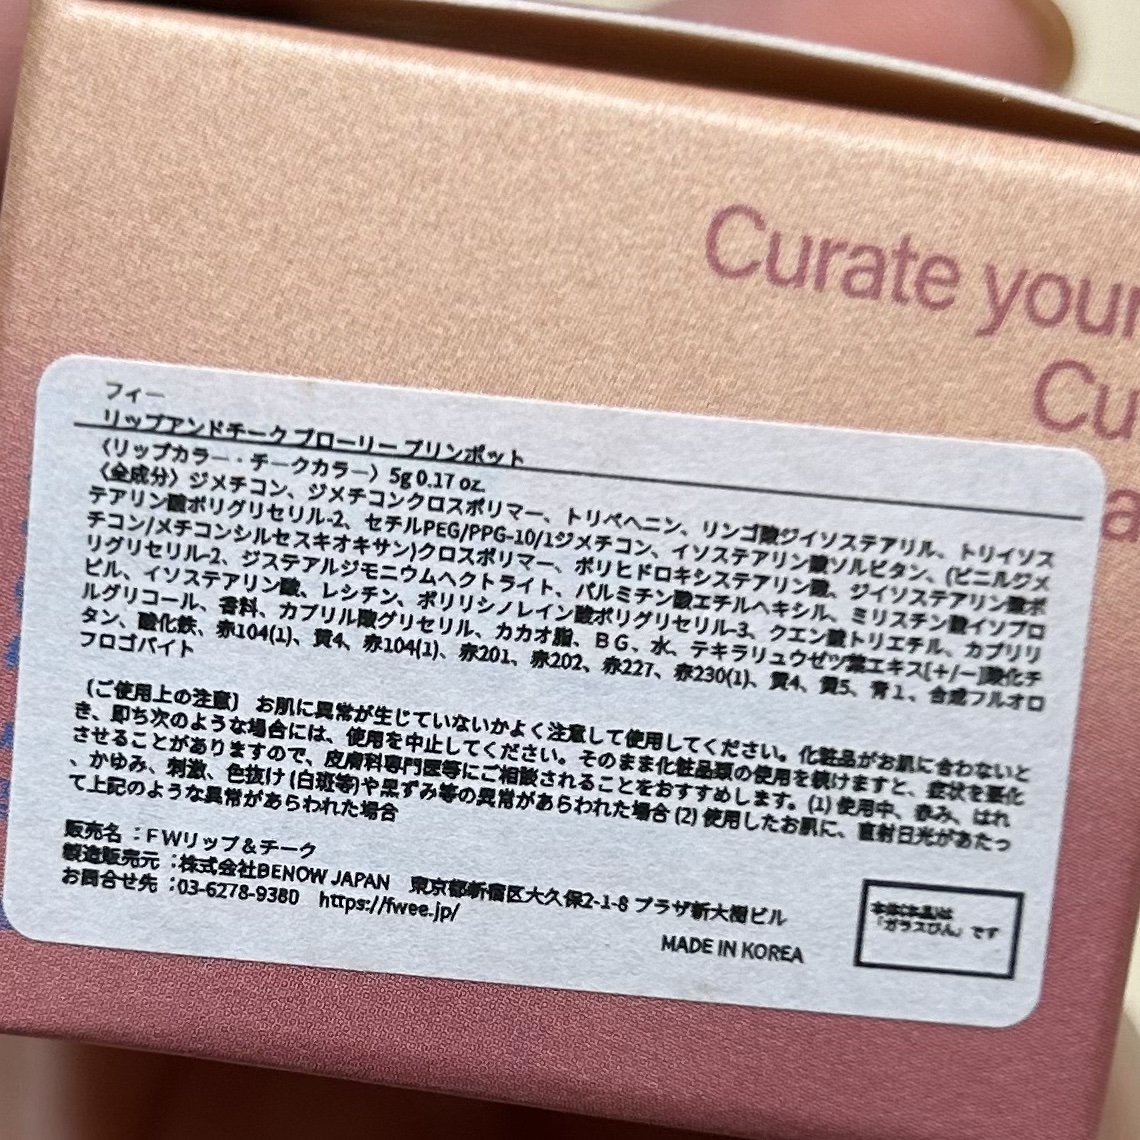 Curate your
Cu
a
フィー
リップアンドチークブローリー プリンポット
〈リップカラー・チークカラー〉5g 0.17 oz.
〈全成分〉ジメチコン、ジメチコンクロスポリマー、トリベヘニン、リンゴ酸ジイソステアリル、トリイソス
テアリン酸ポリグリセリル-2、セチルPEG/PPG-10/1ジメチコン、イソステアリン酸ソルビタン、(ビニルジメ
チコン/メチコンシルセスキオキサン)クロスポリマー、ポリヒドロキシステアリン酸、ジイソステアリン酸ポ
リグリセリル-2、ジステアルジモニウムヘクトライト、パルミチン酸エチルヘキシル、ミリスチン酸イソプロ
ピル、イソステアリン酸、レシチン、ポリリシノレイン酸ポリグリセリル-3、クエン酸トリエチル、カプリリ
ルグリコール、香料、カプリル酸グリセリル、カカオ脂、BG、水、テキラリュウゼツ葉エキス[+/−]酸化チ
タン、酸化鉄、赤104(1)、黄4、赤104(1)、赤201、赤202、赤227、赤230(1)、黄4、黄5、青1、合成フルオロ
フロゴパイト
〔ご使用上の注意〕 お肌に異常が生じていないかよく注意して使用してください。化粧品がお肌に合わないと
き、即ち次のような場合には、使用を中止してください。そのまま化粧品類の使用を続けますと、症状を悪化
させることがありますので、皮膚科専門医等にご相談されることをおすすめします。(1) 使用中、赤み、はれ
、かゆみ、刺激、色抜け(白斑等)や黒ずみ等の異常があらわれた場合 (2) 使用したお肌に、直射日光があたっ
て上記のような異常があらわれた場合
販売名：FWリップ＆チーク
製造販売元：株式会社BENOW JAPAN 東京都新宿区大久保2-1-8 プラザ新大樹ビル
お問合せ先：03-6278-9380 https://fwee.jp/
MADE IN KOREA
本体(本品)は
「ガラスびん」です